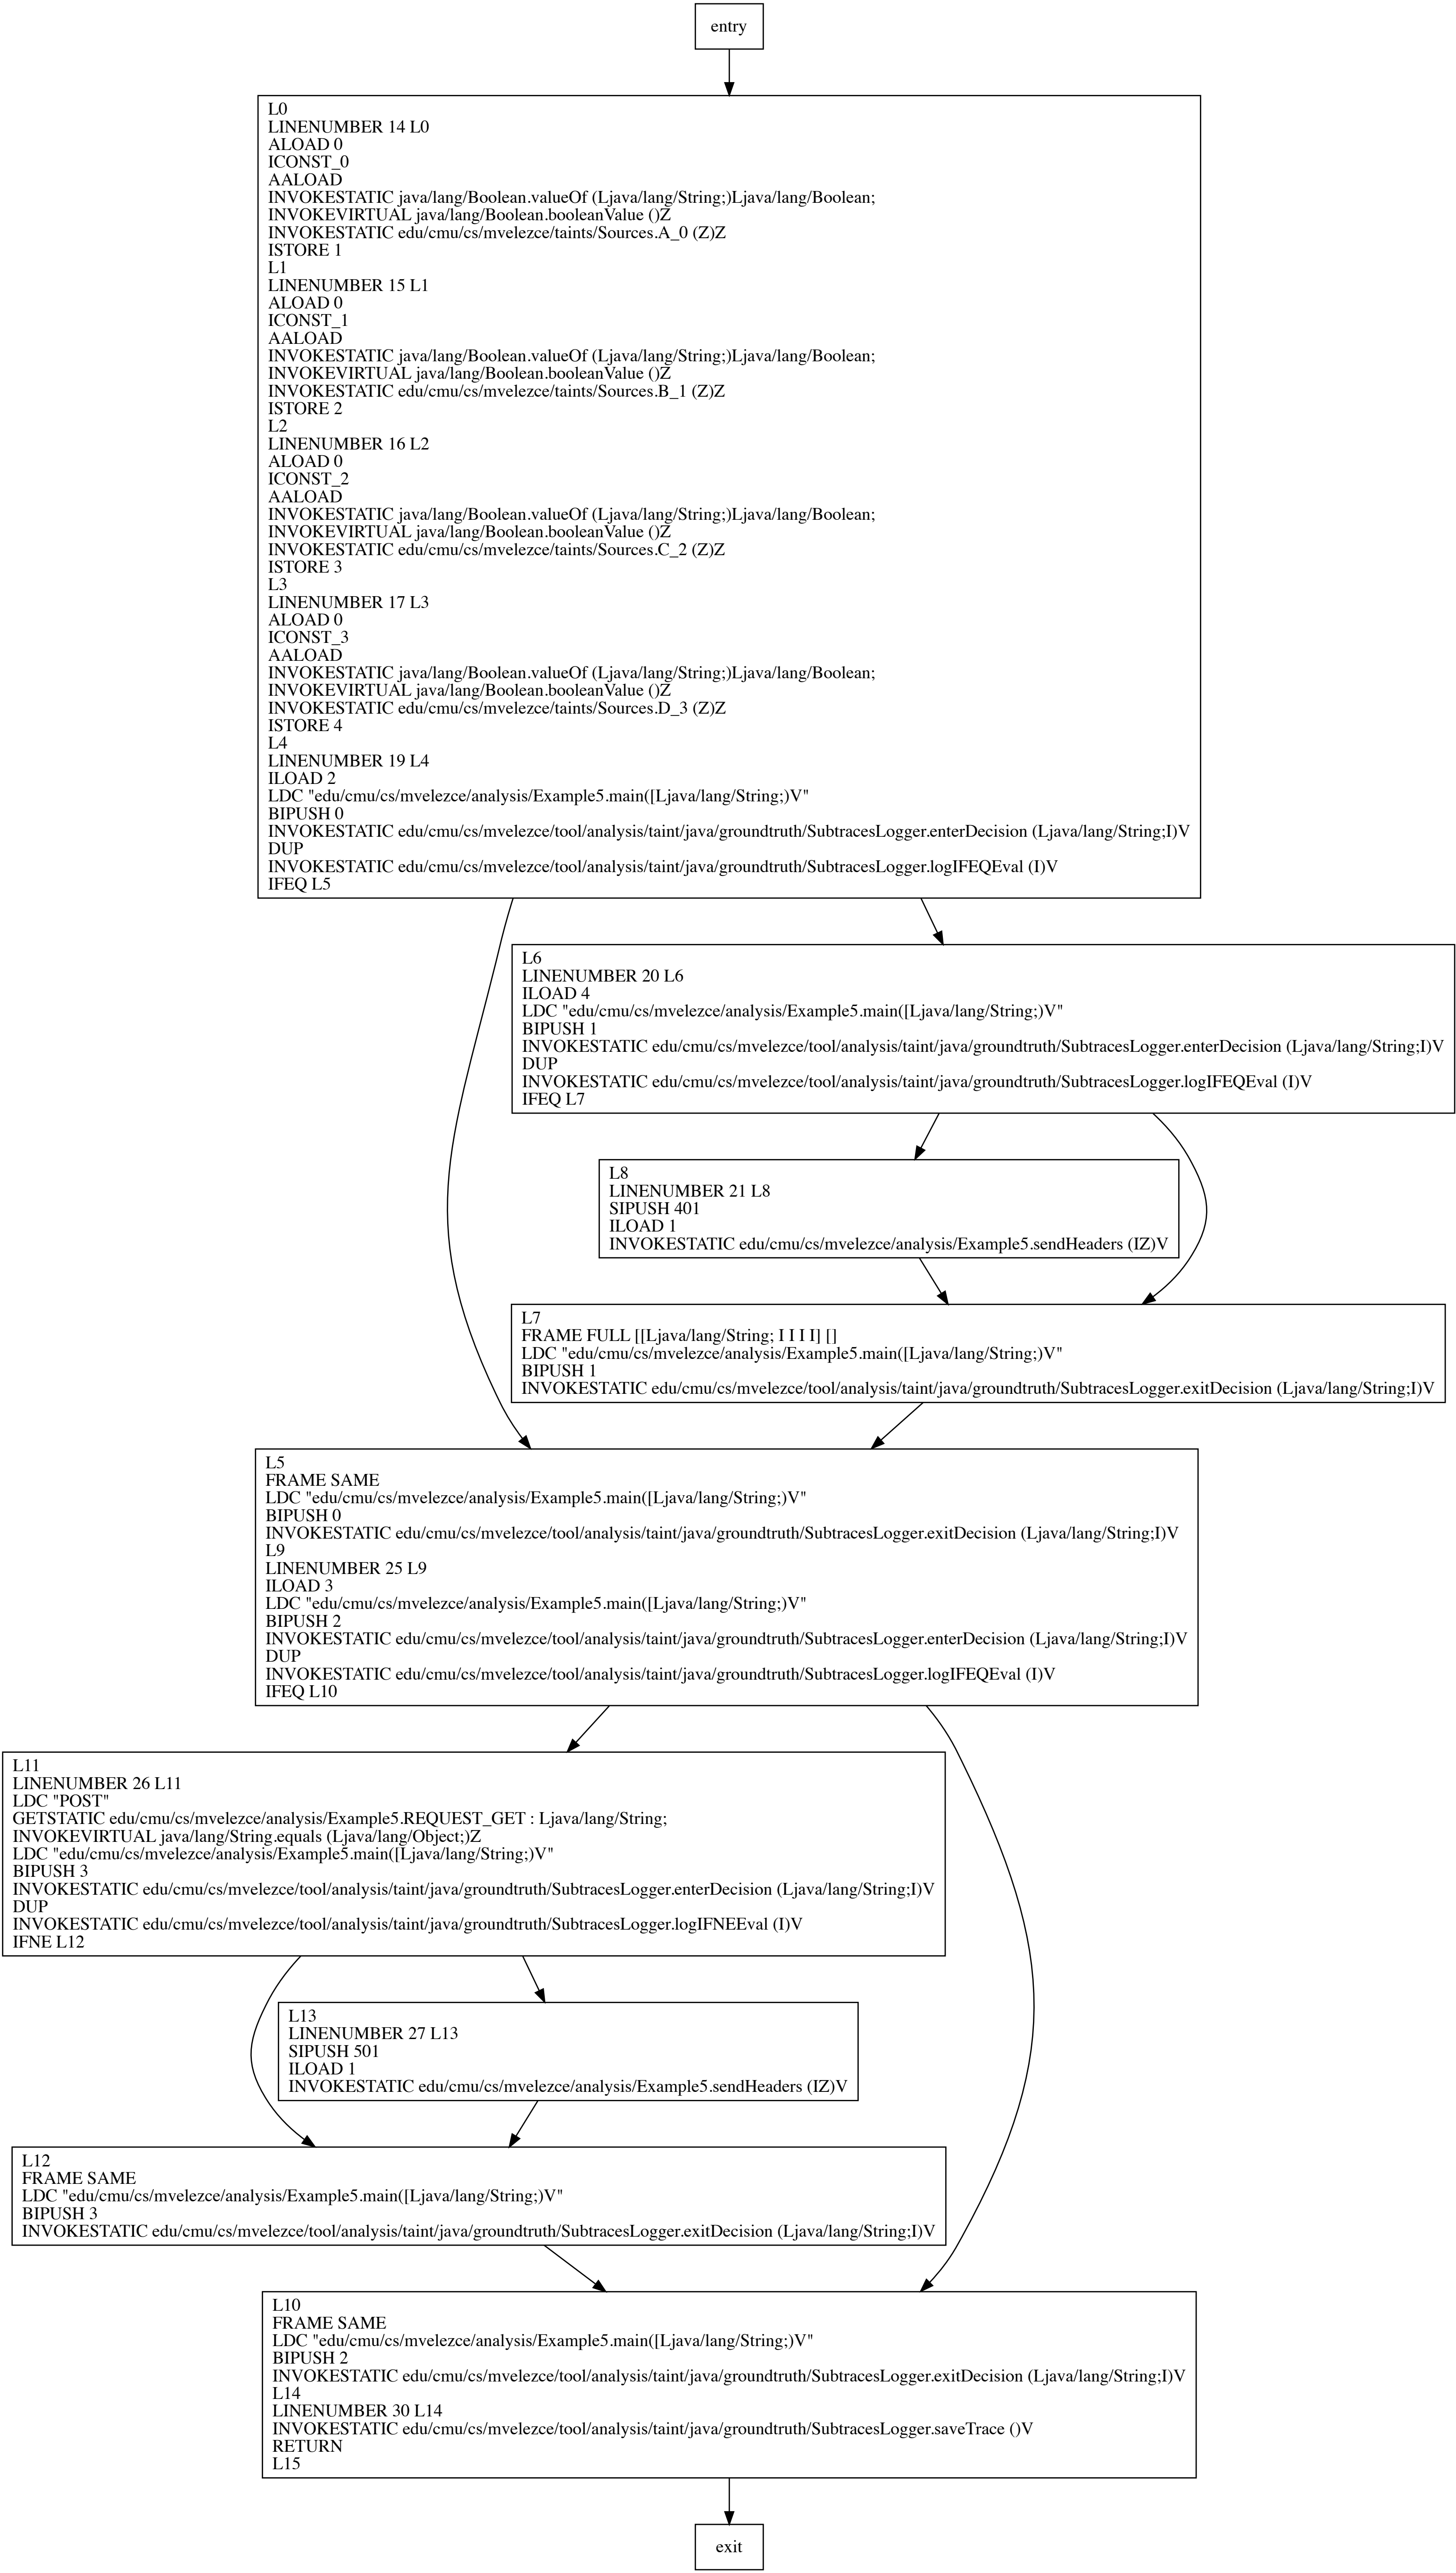 entry
L0
LINENUMBER 14 L0
ALOAD 0
ICONST_0
AALOAD
INVOKESTATIC java/lang/Boolean.valueOf (Ljava/lang/String;)Ljava/lang/Boolean;
INVOKEVIRTUAL java/lang/Boolean.booleanValue ()Z
INVOKESTATIC edu/cmu/cs/mvelezce/taints/Sources.A_0 (Z)Z
ISTORE 1
L1
LINENUMBER 15 L1
ALOAD 0
ICONST_1
AALOAD
INVOKESTATIC java/lang/Boolean.valueOf (Ljava/lang/String;)Ljava/lang/Boolean;
INVOKEVIRTUAL java/lang/Boolean.booleanValue ()Z
INVOKESTATIC edu/cmu/cs/mvelezce/taints/Sources.B_1 (Z)Z
ISTORE 2
L2
LINENUMBER 16 L2
ALOAD 0
ICONST_2
AALOAD
INVOKESTATIC java/lang/Boolean.valueOf (Ljava/lang/String;)Ljava/lang/Boolean;
INVOKEVIRTUAL java/lang/Boolean.booleanValue ()Z
INVOKESTATIC edu/cmu/cs/mvelezce/taints/Sources.C_2 (Z)Z
ISTORE 3
L3
LINENUMBER 17 L3
ALOAD 0
ICONST_3
AALOAD
INVOKESTATIC java/lang/Boolean.valueOf (Ljava/lang/String;)Ljava/lang/Boolean;
INVOKEVIRTUAL java/lang/Boolean.booleanValue ()Z
INVOKESTATIC edu/cmu/cs/mvelezce/taints/Sources.D_3 (Z)Z
ISTORE 4
L4
LINENUMBER 19 L4
ILOAD 2
LDC "edu/cmu/cs/mvelezce/analysis/Example5.main([Ljava/lang/String;)V"
BIPUSH 0
INVOKESTATIC edu/cmu/cs/mvelezce/tool/analysis/taint/java/groundtruth/SubtracesLogger.enterDecision (Ljava/lang/String;I)V
DUP
INVOKESTATIC edu/cmu/cs/mvelezce/tool/analysis/taint/java/groundtruth/SubtracesLogger.logIFEQEval (I)V
IFEQ L5
L6
LINENUMBER 20 L6
ILOAD 4
LDC "edu/cmu/cs/mvelezce/analysis/Example5.main([Ljava/lang/String;)V"
BIPUSH 1
INVOKESTATIC edu/cmu/cs/mvelezce/tool/analysis/taint/java/groundtruth/SubtracesLogger.enterDecision (Ljava/lang/String;I)V
DUP
INVOKESTATIC edu/cmu/cs/mvelezce/tool/analysis/taint/java/groundtruth/SubtracesLogger.logIFEQEval (I)V
IFEQ L7
L8
LINENUMBER 21 L8
SIPUSH 401
ILOAD 1
INVOKESTATIC edu/cmu/cs/mvelezce/analysis/Example5.sendHeaders (IZ)V
L7
FRAME FULL [[Ljava/lang/String; I I I I] []
LDC "edu/cmu/cs/mvelezce/analysis/Example5.main([Ljava/lang/String;)V"
BIPUSH 1
INVOKESTATIC edu/cmu/cs/mvelezce/tool/analysis/taint/java/groundtruth/SubtracesLogger.exitDecision (Ljava/lang/String;I)V
L5
FRAME SAME
LDC "edu/cmu/cs/mvelezce/analysis/Example5.main([Ljava/lang/String;)V"
BIPUSH 0
INVOKESTATIC edu/cmu/cs/mvelezce/tool/analysis/taint/java/groundtruth/SubtracesLogger.exitDecision (Ljava/lang/String;I)V
L9
LINENUMBER 25 L9
ILOAD 3
LDC "edu/cmu/cs/mvelezce/analysis/Example5.main([Ljava/lang/String;)V"
BIPUSH 2
INVOKESTATIC edu/cmu/cs/mvelezce/tool/analysis/taint/java/groundtruth/SubtracesLogger.enterDecision (Ljava/lang/String;I)V
DUP
INVOKESTATIC edu/cmu/cs/mvelezce/tool/analysis/taint/java/groundtruth/SubtracesLogger.logIFEQEval (I)V
IFEQ L10
L11
LINENUMBER 26 L11
LDC "POST"
GETSTATIC edu/cmu/cs/mvelezce/analysis/Example5.REQUEST_GET : Ljava/lang/String;
INVOKEVIRTUAL java/lang/String.equals (Ljava/lang/Object;)Z
LDC "edu/cmu/cs/mvelezce/analysis/Example5.main([Ljava/lang/String;)V"
BIPUSH 3
INVOKESTATIC edu/cmu/cs/mvelezce/tool/analysis/taint/java/groundtruth/SubtracesLogger.enterDecision (Ljava/lang/String;I)V
DUP
INVOKESTATIC edu/cmu/cs/mvelezce/tool/analysis/taint/java/groundtruth/SubtracesLogger.logIFNEEval (I)V
IFNE L12
L13
LINENUMBER 27 L13
SIPUSH 501
ILOAD 1
INVOKESTATIC edu/cmu/cs/mvelezce/analysis/Example5.sendHeaders (IZ)V
L12
FRAME SAME
LDC "edu/cmu/cs/mvelezce/analysis/Example5.main([Ljava/lang/String;)V"
BIPUSH 3
INVOKESTATIC edu/cmu/cs/mvelezce/tool/analysis/taint/java/groundtruth/SubtracesLogger.exitDecision (Ljava/lang/String;I)V
L10
FRAME SAME
LDC "edu/cmu/cs/mvelezce/analysis/Example5.main([Ljava/lang/String;)V"
BIPUSH 2
INVOKESTATIC edu/cmu/cs/mvelezce/tool/analysis/taint/java/groundtruth/SubtracesLogger.exitDecision (Ljava/lang/String;I)V
L14
LINENUMBER 30 L14
INVOKESTATIC edu/cmu/cs/mvelezce/tool/analysis/taint/java/groundtruth/SubtracesLogger.saveTrace ()V
RETURN
L15
exit